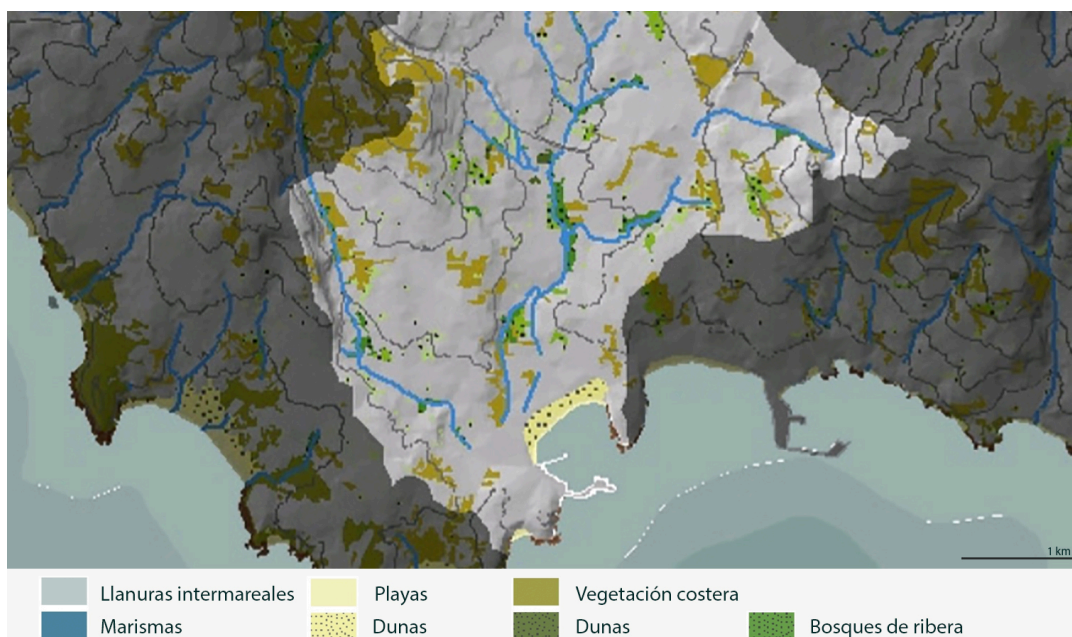 1 km
Llanuras intermareales Playas Vegetación costera
Marismas Dunas Dunas Bosques de ribera